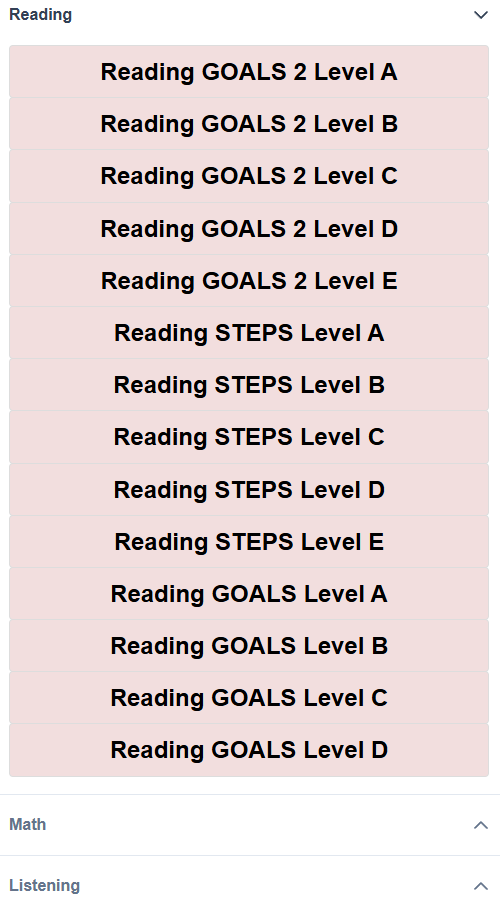 Reading
Reading GOALS 2 Level A
Reading GOALS 2 Level B
Reading GOALS 2 Level C
Reading GOALS 2 Level D
Reading GOALS 2 Level E
Reading STEPS Level A
Reading STEPS Level B
Reading STEPS Level C
Reading STEPS Level D
Reading STEPS Level E
Reading GOALS Level A
Reading GOALS Level B
Reading GOALS Level C
Reading GOALS Level D
Math
Listening